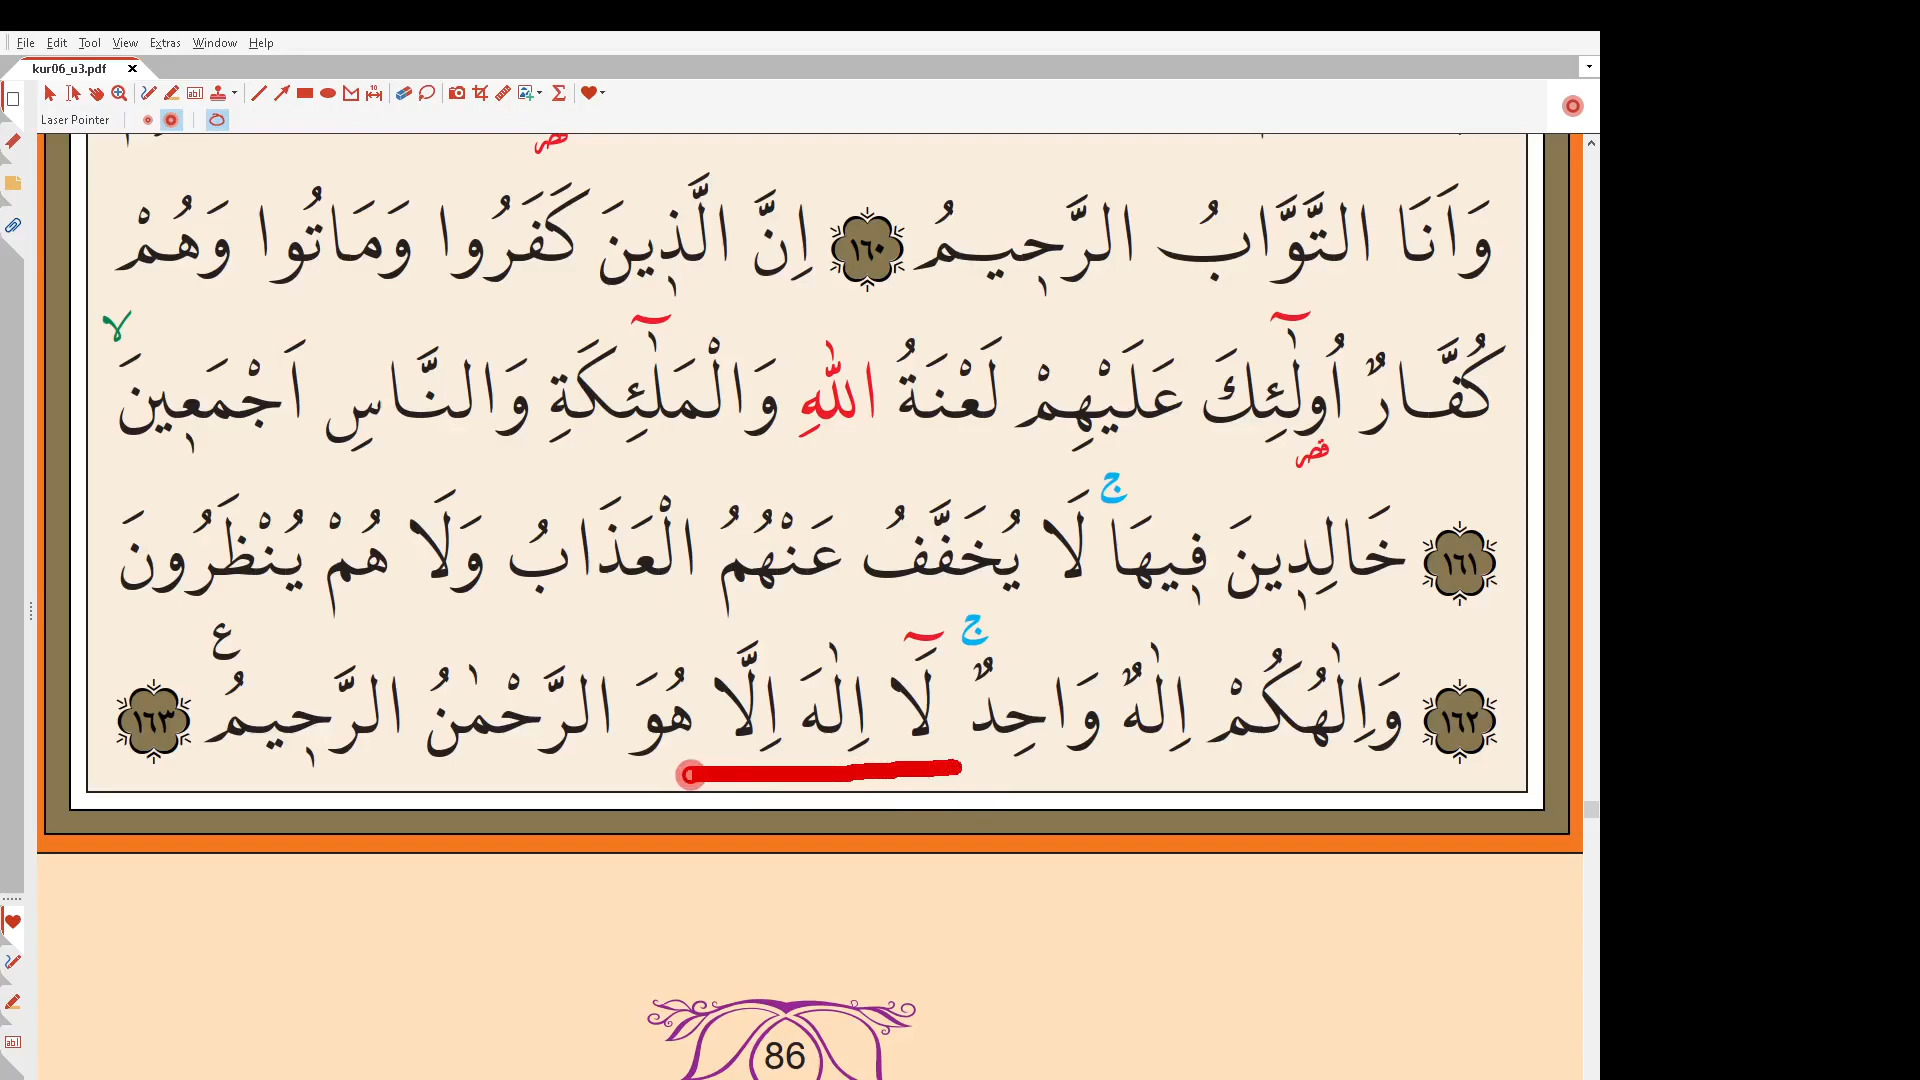 File Edit Tool View Extras Window Help
kur06_u3.pdf
Laser Pointer
قصر
وَاَنَا التَّوَّابُ الرَّحٖيمُ ١٦٠ اِنَّ الَّذٖينَ كَفَرُوا وَمَاتُوا وَهُمْ
كُفَّارٌ اُولٰٓئِكَ عَلَيْهِمْ لَعْنَةُ اللّٰهِ وَالْمَلٰٓئِكَةِ وَالنَّاسِ اَجْمَعٖينَ ۙ
قصر
١٦١ خَالِدٖينَ فٖيهَا ۚ لَا يُخَفَّفُ عَنْهُمُ الْعَذَابُ وَلَا هُمْ يُنْظَرُونَ
١٦٢ وَاِلٰهُكُمْ اِلٰهٌ وَاحِدٌ ۚ لَٓا اِلٰهَ اِلَّا هُوَ الرَّحْمٰنُ الرَّحٖيمُ ع ١٦٣
86